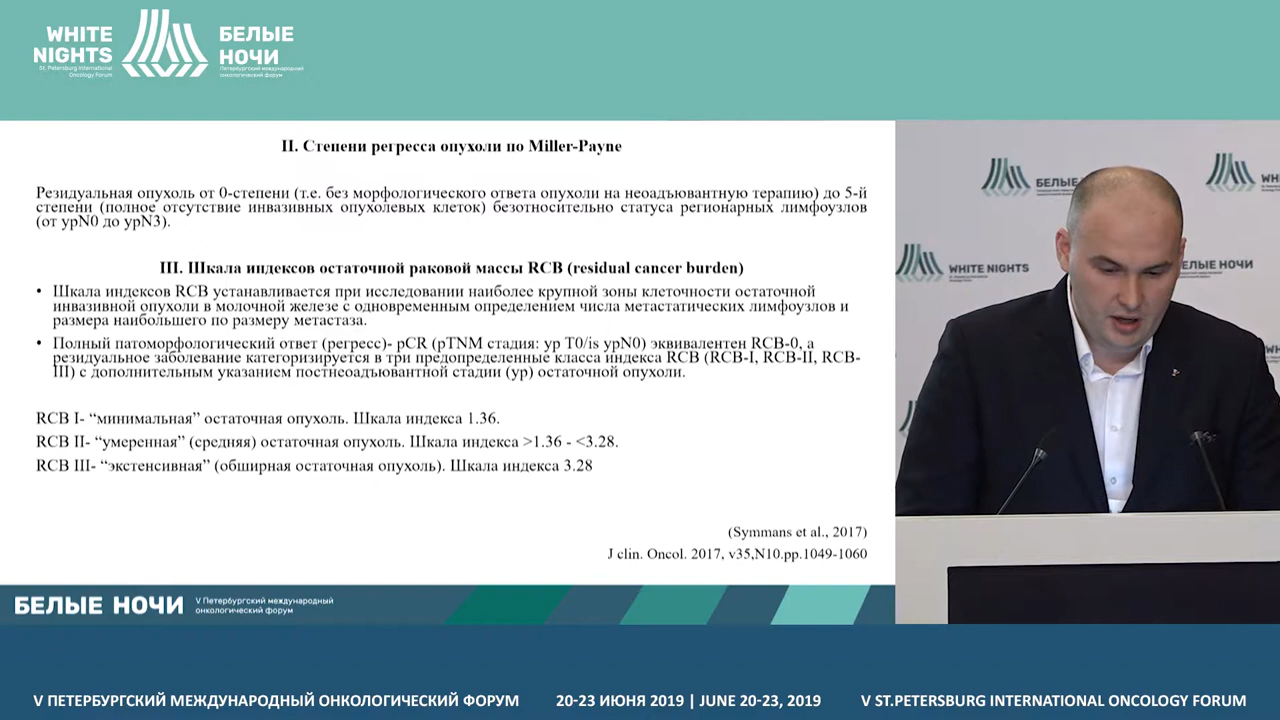 WHITE
NIGHTS
St. Petersburg International
Oncology Forum
БЕЛЫЕ
НОЧИ
Петербургский международный
онкологический форум
II. Степени регресса опухоли по Miller-Payne
Резидуальная опухоль от 0-степени (т.е. без морфологического ответа опухоли на неоадъювантную терапию) до 5-й
степени (полное отсутствие инвазивных опухолевых клеток) безотносительно статуса регионарных лимфоузлов
(от ypN0 до ypN3).
III. Шкала индексов остаточной раковой массы RCB (residual cancer burden)
• Шкала индексов RCB устанавливается при исследовании наиболее крупной зоны клеточности остаточной
инвазивной опухоли в молочной железе с одновременным определением числа метастатических лимфоузлов и
размера наибольшего по размеру метастаза.
• Полный патоморфологический ответ (регресс)- pCR (pTNM стадия: yp T0/is ypN0) эквивалентен RCB-0, а
резидуальное заболевание категоризируется в три предопределенные класса индекса RCB (RCB-I, RCB-II, RCB-
III) с дополнительным указанием постнеоадъювантной стадии (yp) остаточной опухоли.
RCB I- “минимальная” остаточная опухоль. Шкала индекса 1.36.
RCB II- “умеренная” (средняя) остаточная опухоль. Шкала индекса >1.36 - <3.28.
RCB III- “экстенсивная” (обширная остаточная опухоль). Шкала индекса 3.28
(Symmans et al., 2017)
J clin. Oncol. 2017, v35,N10.pp.1049-1060
БЕЛЫЕ
WHITE NIGHTS
БЕЛЫЕ НОЧИ
БЕЛЫЕ НОЧИ
V Петербургский международный
онкологический форум
V ПЕТЕРБУРГСКИЙ МЕЖДУНАРОДНЫЙ ОНКОЛОГИЧЕСКИЙ ФОРУМ
20-23 ИЮНЯ 2019 | JUNE 20-23, 2019
V ST.PETERSBURG INTERNATIONAL ONCOLOGY FORUM